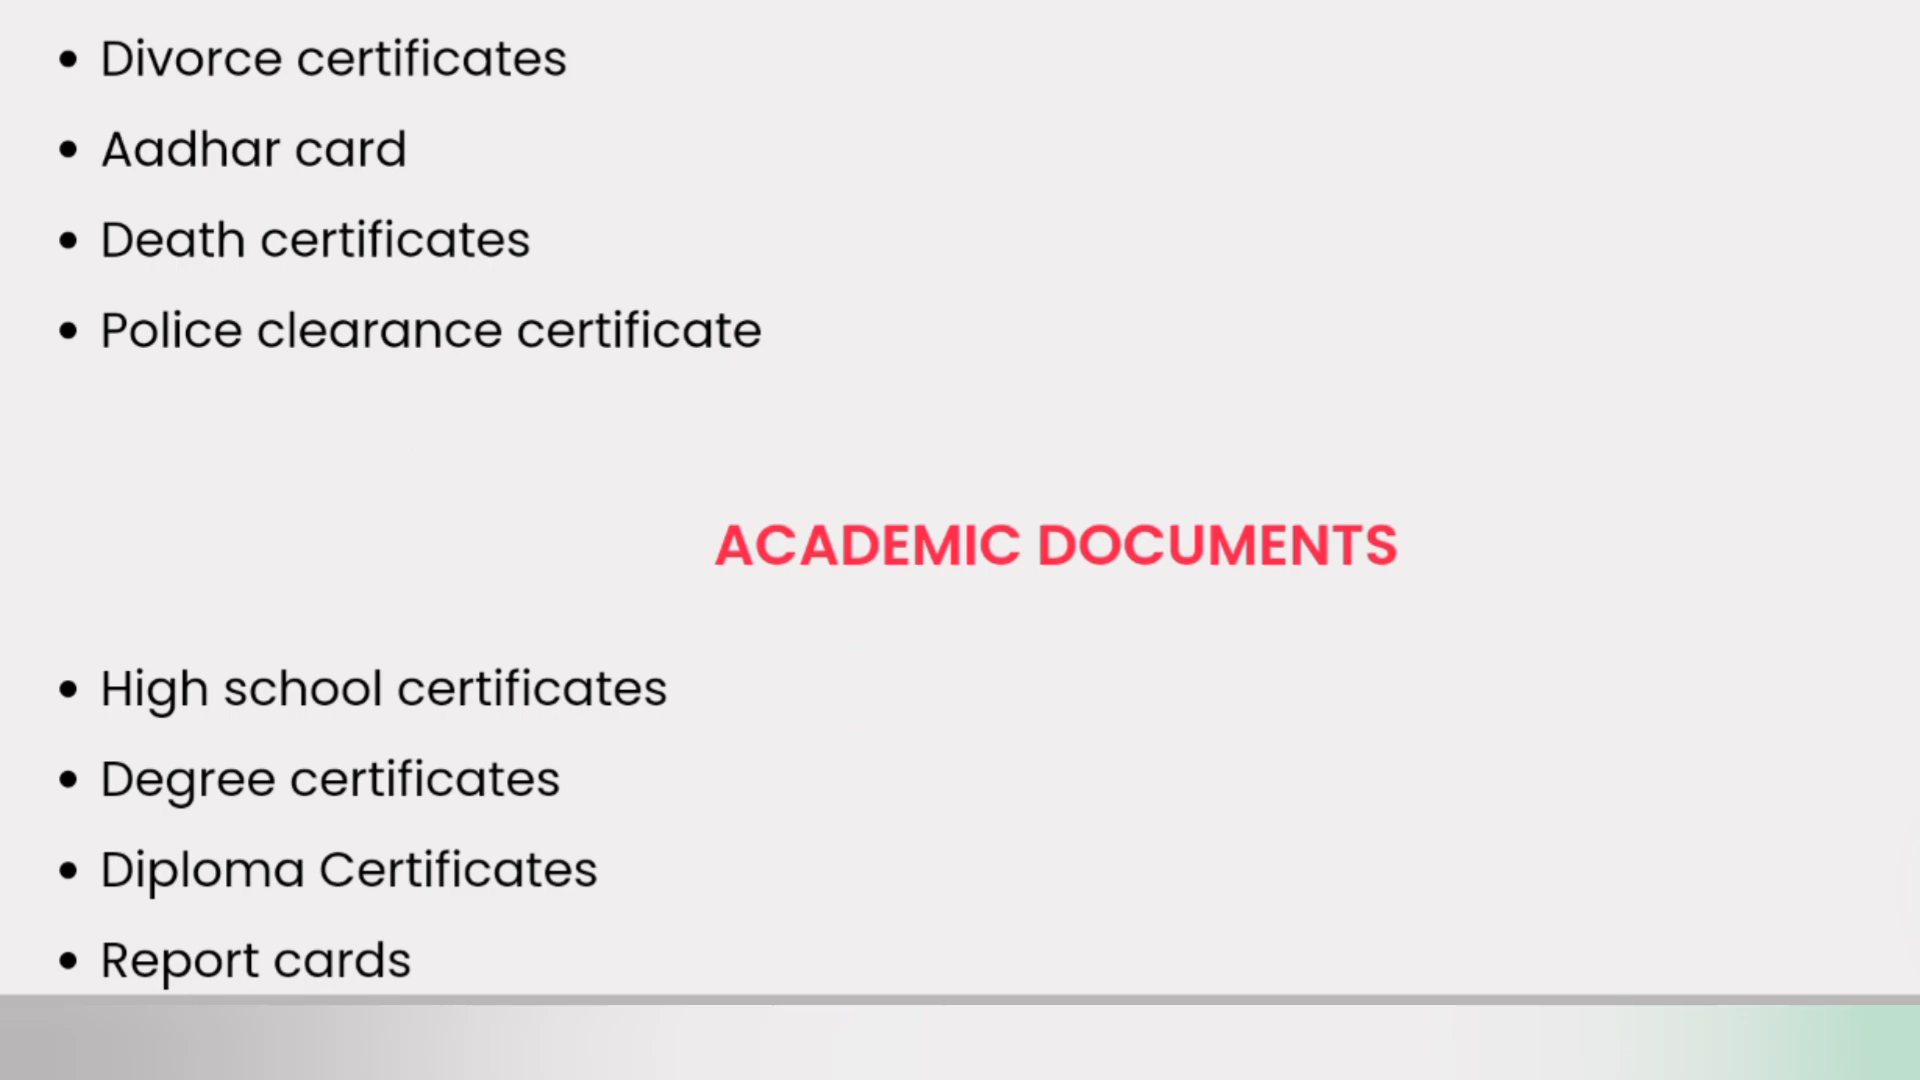 • Divorce certificates
• Aadhar card
• Death certificates
• Police clearance certificate
ACADEMIC DOCUMENTS
• High school certificates
• Degree certificates
• Diploma Certificates
• Report cards